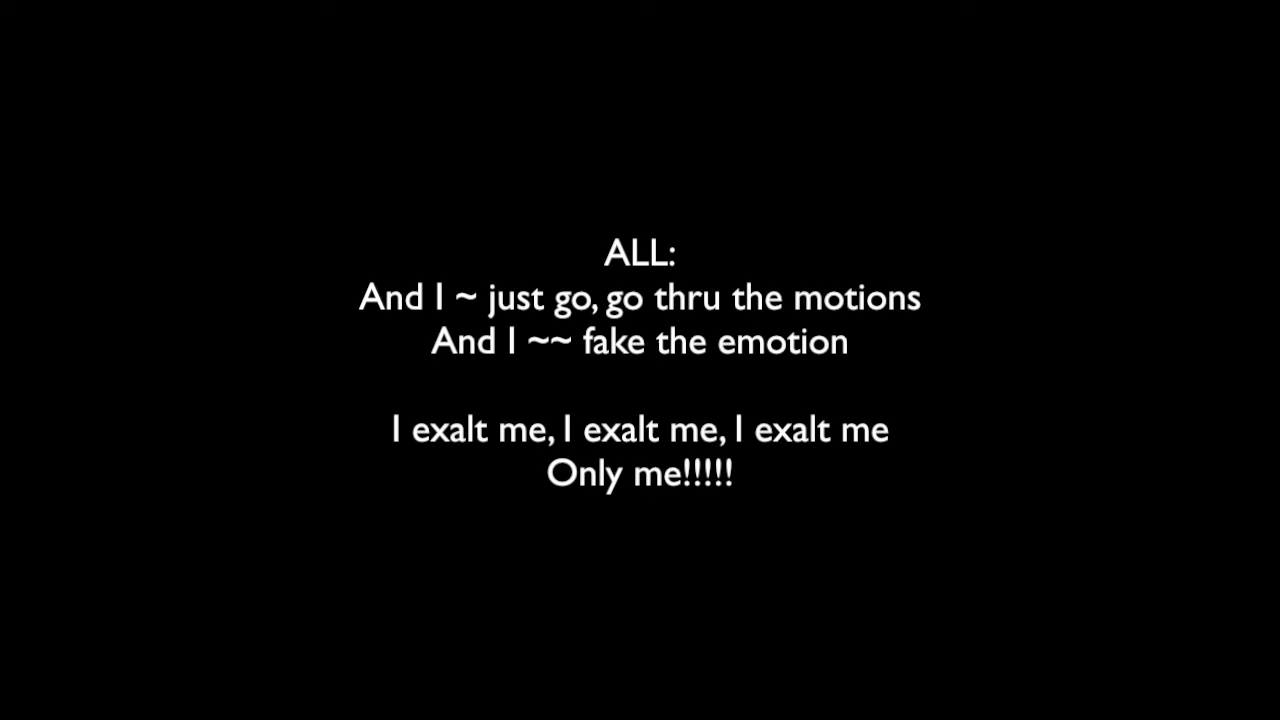 ALL:
And I ~ just go, go thru the motions
And I ~~ fake the emotion
I exalt me, I exalt me, I exalt me
Only me!!!!!